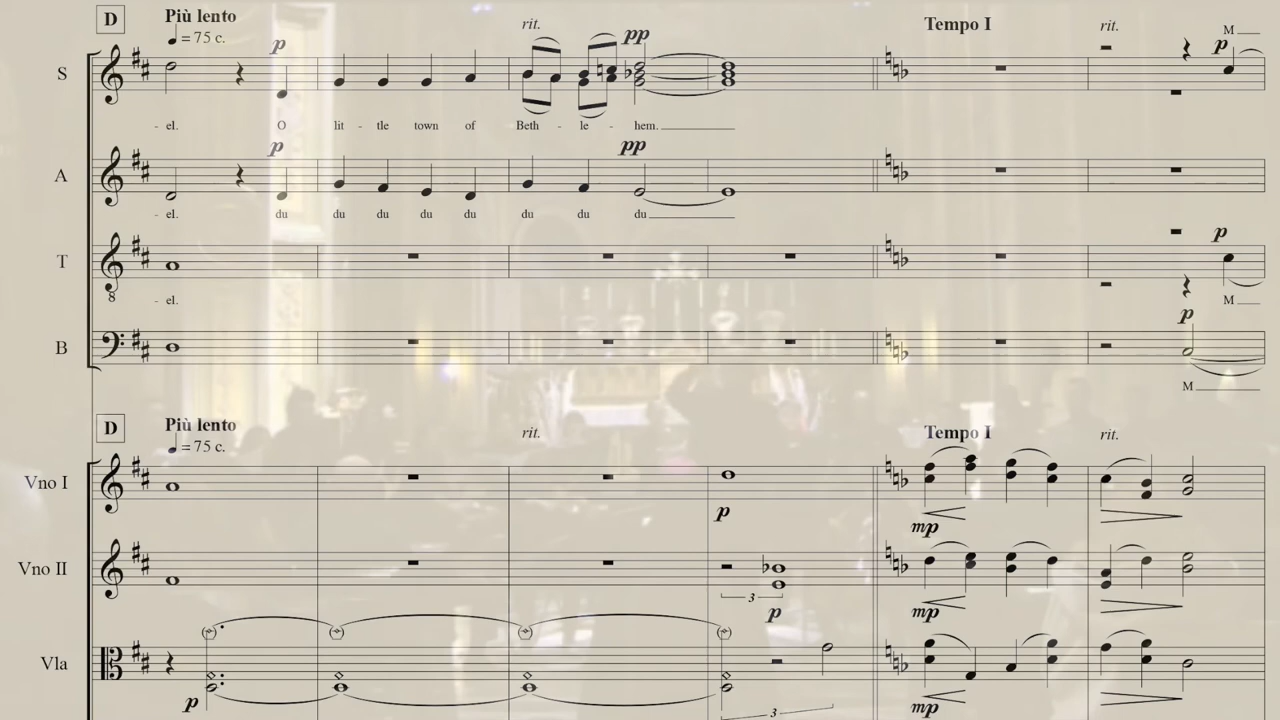 D Più lento rit. Tempo I rit.
♩ = 75 c. p pp p M
S
- el. O lit - tle town of Beth - le - hem.
p pp
A
- el. du du du du du du du du
p
T
8
- el. M
p
B
M
D Più lento rit. Tempo I rit.
♩ = 75 c.
Vno I
p mp
Vno II
3
p mp
Vla
p mp
3